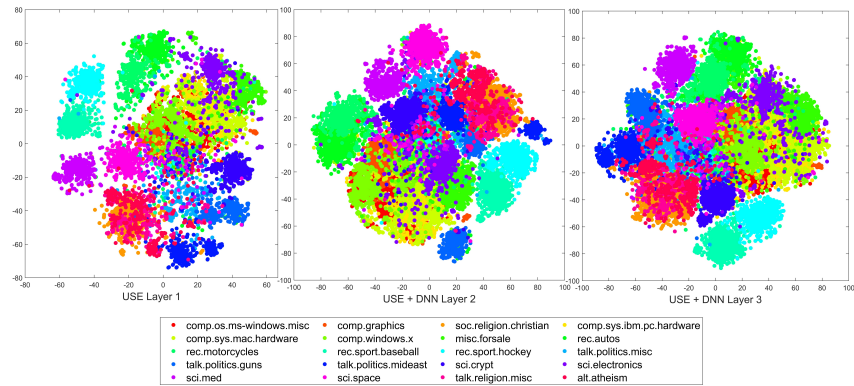 80 60 40 20 0 -20 -40 -60 -80
-80 -60 -40 -20 0 20 40 60
USE Layer 1
100 80 60 40 20 0 -20 -40 -60 -80 -100
-100 -80 -60 -40 -20 0 20 40 60 80 100
USE + DNN Layer 2
100 80 60 40 20 0 -20 -40 -60 -80 -100
-100 -80 -60 -40 -20 0 20 40 60 80 100
USE + DNN Layer 3
comp.os.ms-windows.misc comp.graphics soc.religion.christian comp.sys.ibm.pc.hardware
comp.sys.mac.hardware comp.windows.x misc.forsale rec.autos
rec.motorcycles rec.sport.baseball rec.sport.hockey talk.politics.misc
talk.politics.guns talk.politics.mideast sci.crypt sci.electronics
sci.med sci.space talk.religion.misc alt.atheism